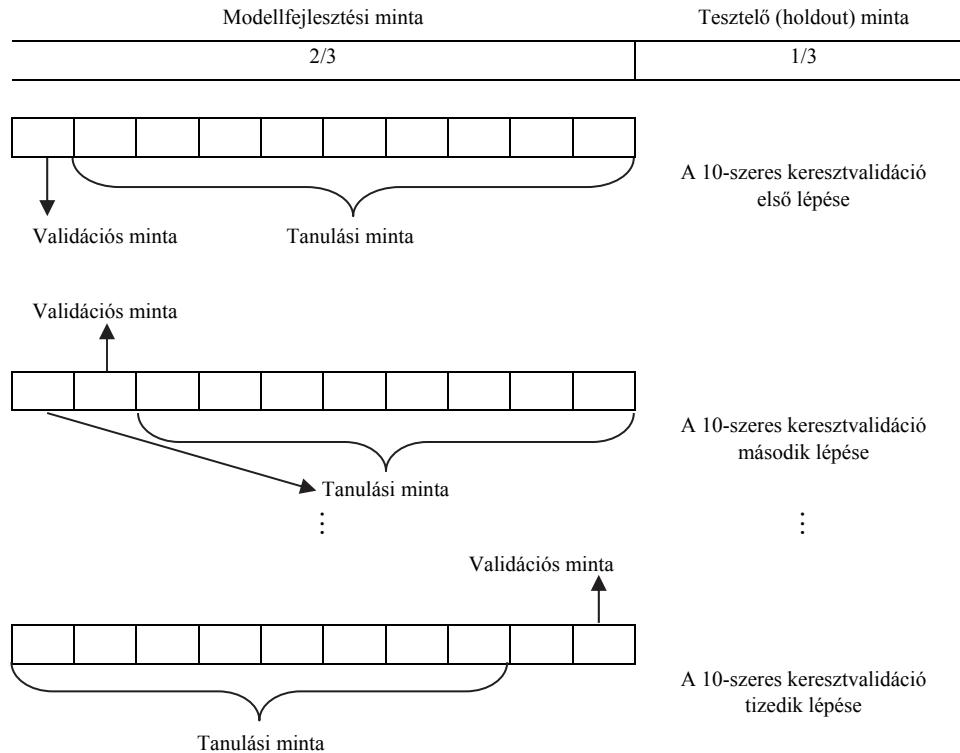 Modellfejlesztési minta
Tesztelő (holdout) minta
2/3
1/3
A 10-szeres keresztvalidáció
első lépése
Validációs minta
Tanulási minta
Validációs minta
A 10-szeres keresztvalidáció
második lépése
Tanulási minta
⋮
⋮
Validációs minta
A 10-szeres keresztvalidáció
tizedik lépése
Tanulási minta